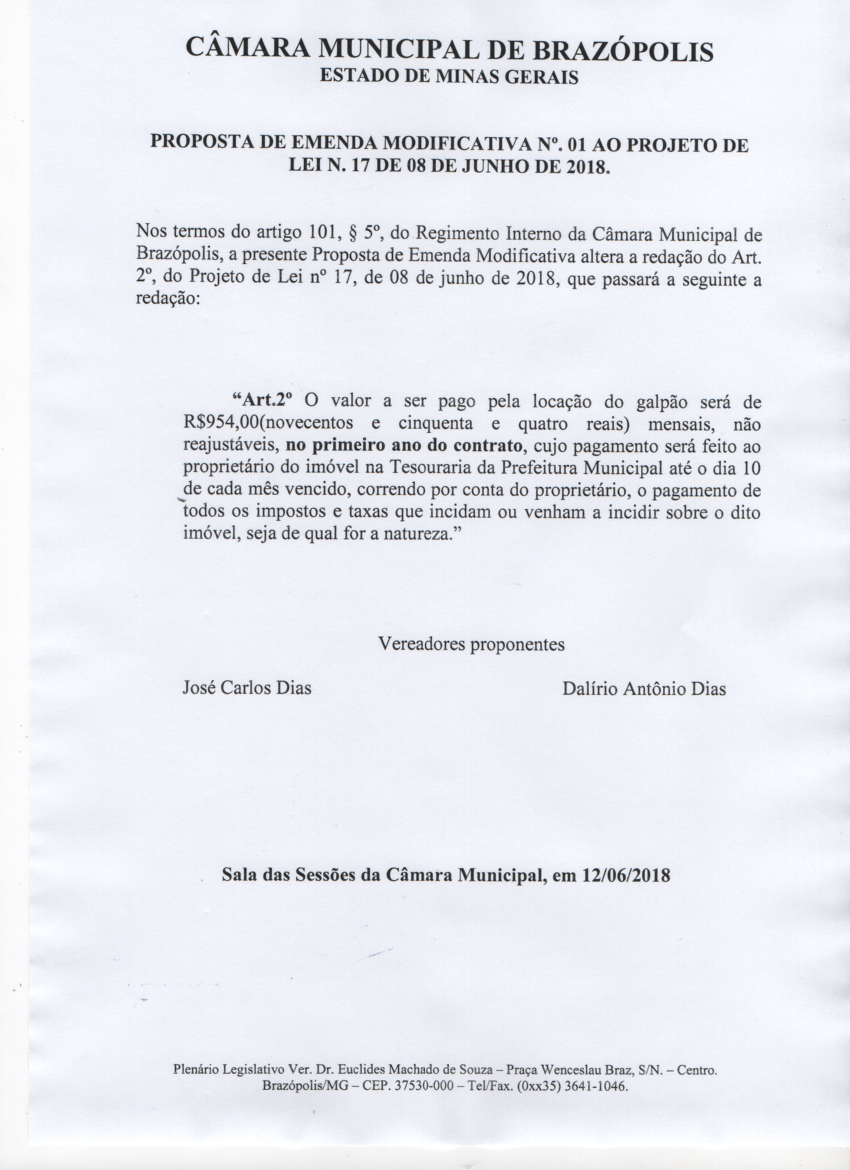 CÂMARA MUNICIPAL DE BRAZÓPOLIS
ESTADO DE MINAS GERAIS
PROPOSTA DE EMENDA MODIFICATIVA Nº. 01 AO PROJETO DE
LEI N. 17 DE 08 DE JUNHO DE 2018.
Nos termos do artigo 101, § 5º, do Regimento Interno da Câmara Municipal de
Brazópolis, a presente Proposta de Emenda Modificativa altera a redação do Art.
2º, do Projeto de Lei nº 17, de 08 de junho de 2018, que passará a seguinte a
redação:
“Art.2º O valor a ser pago pela locação do galpão será de
R$954,00(novecentos e cinquenta e quatro reais) mensais, não
reajustáveis, no primeiro ano do contrato, cujo pagamento será feito ao
proprietário do imóvel na Tesouraria da Prefeitura Municipal até o dia 10
de cada mês vencido, correndo por conta do proprietário, o pagamento de
todos os impostos e taxas que incidam ou venham a incidir sobre o dito
imóvel, seja de qual for a natureza.”
Vereadores proponentes
José Carlos Dias Dalírio Antônio Dias
Sala das Sessões da Câmara Municipal, em 12/06/2018
Plenário Legislativo Ver. Dr. Euclides Machado de Souza – Praça Wenceslau Braz, S/N. – Centro.
Brazópolis/MG – CEP. 37530-000 – Tel/Fax. (0xx35) 3641-1046.